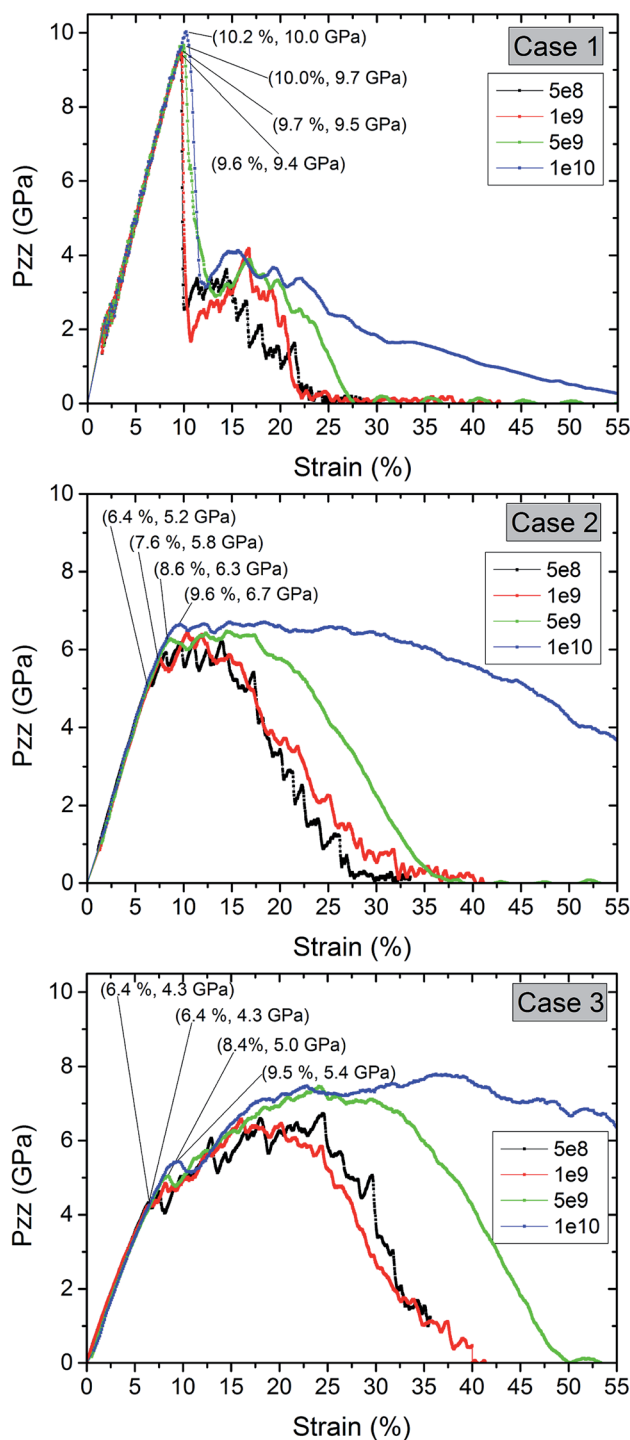 Case 1
(10.2 %, 10.0 GPa)
(10.0%, 9.7 GPa)
(9.7 %, 9.5 GPa)
(9.6 %, 9.4 GPa)
5e8
1e9
5e9
1e10
Pzz (GPa)
10
8
6
4
2
0
0 5 10 15 20 25 30 35 40 45 50 55
Strain (%)
Case 2
(6.4 %, 5.2 GPa)
(7.6 %, 5.8 GPa)
(8.6 %, 6.3 GPa)
(9.6 %, 6.7 GPa)
5e8
1e9
5e9
1e10
Pzz (GPa)
10
8
6
4
2
0
0 5 10 15 20 25 30 35 40 45 50 55
Strain (%)
Case 3
(6.4 %, 4.3 GPa)
(6.4 %, 4.3 GPa)
(8.4%, 5.0 GPa)
(9.5 %, 5.4 GPa)
5e8
1e9
5e9
1e10
Pzz (GPa)
10
8
6
4
2
0
0 5 10 15 20 25 30 35 40 45 50 55
Strain (%)